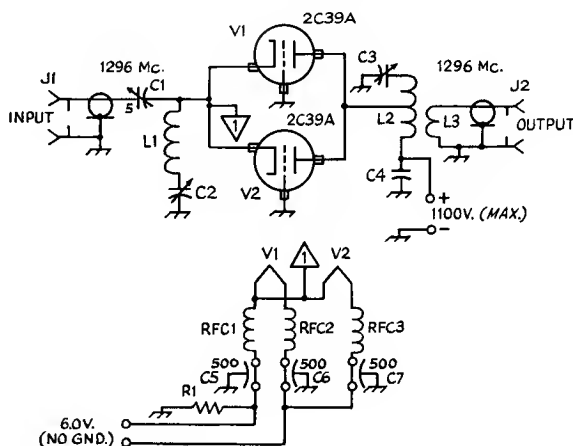 2C39A
V1
1296 Mc.
J1
C1
5
INPUT
L1
C2
1
2C39A
V2
C3
1296 Mc.
J2
L2
L3
OUTPUT
C4
+
1100V. (MAX.)
-
V1
1
V2
RFC1
RFC2
RFC3
500
C5
500
C6
500
C7
R1
6.0V.
(NO GND.)